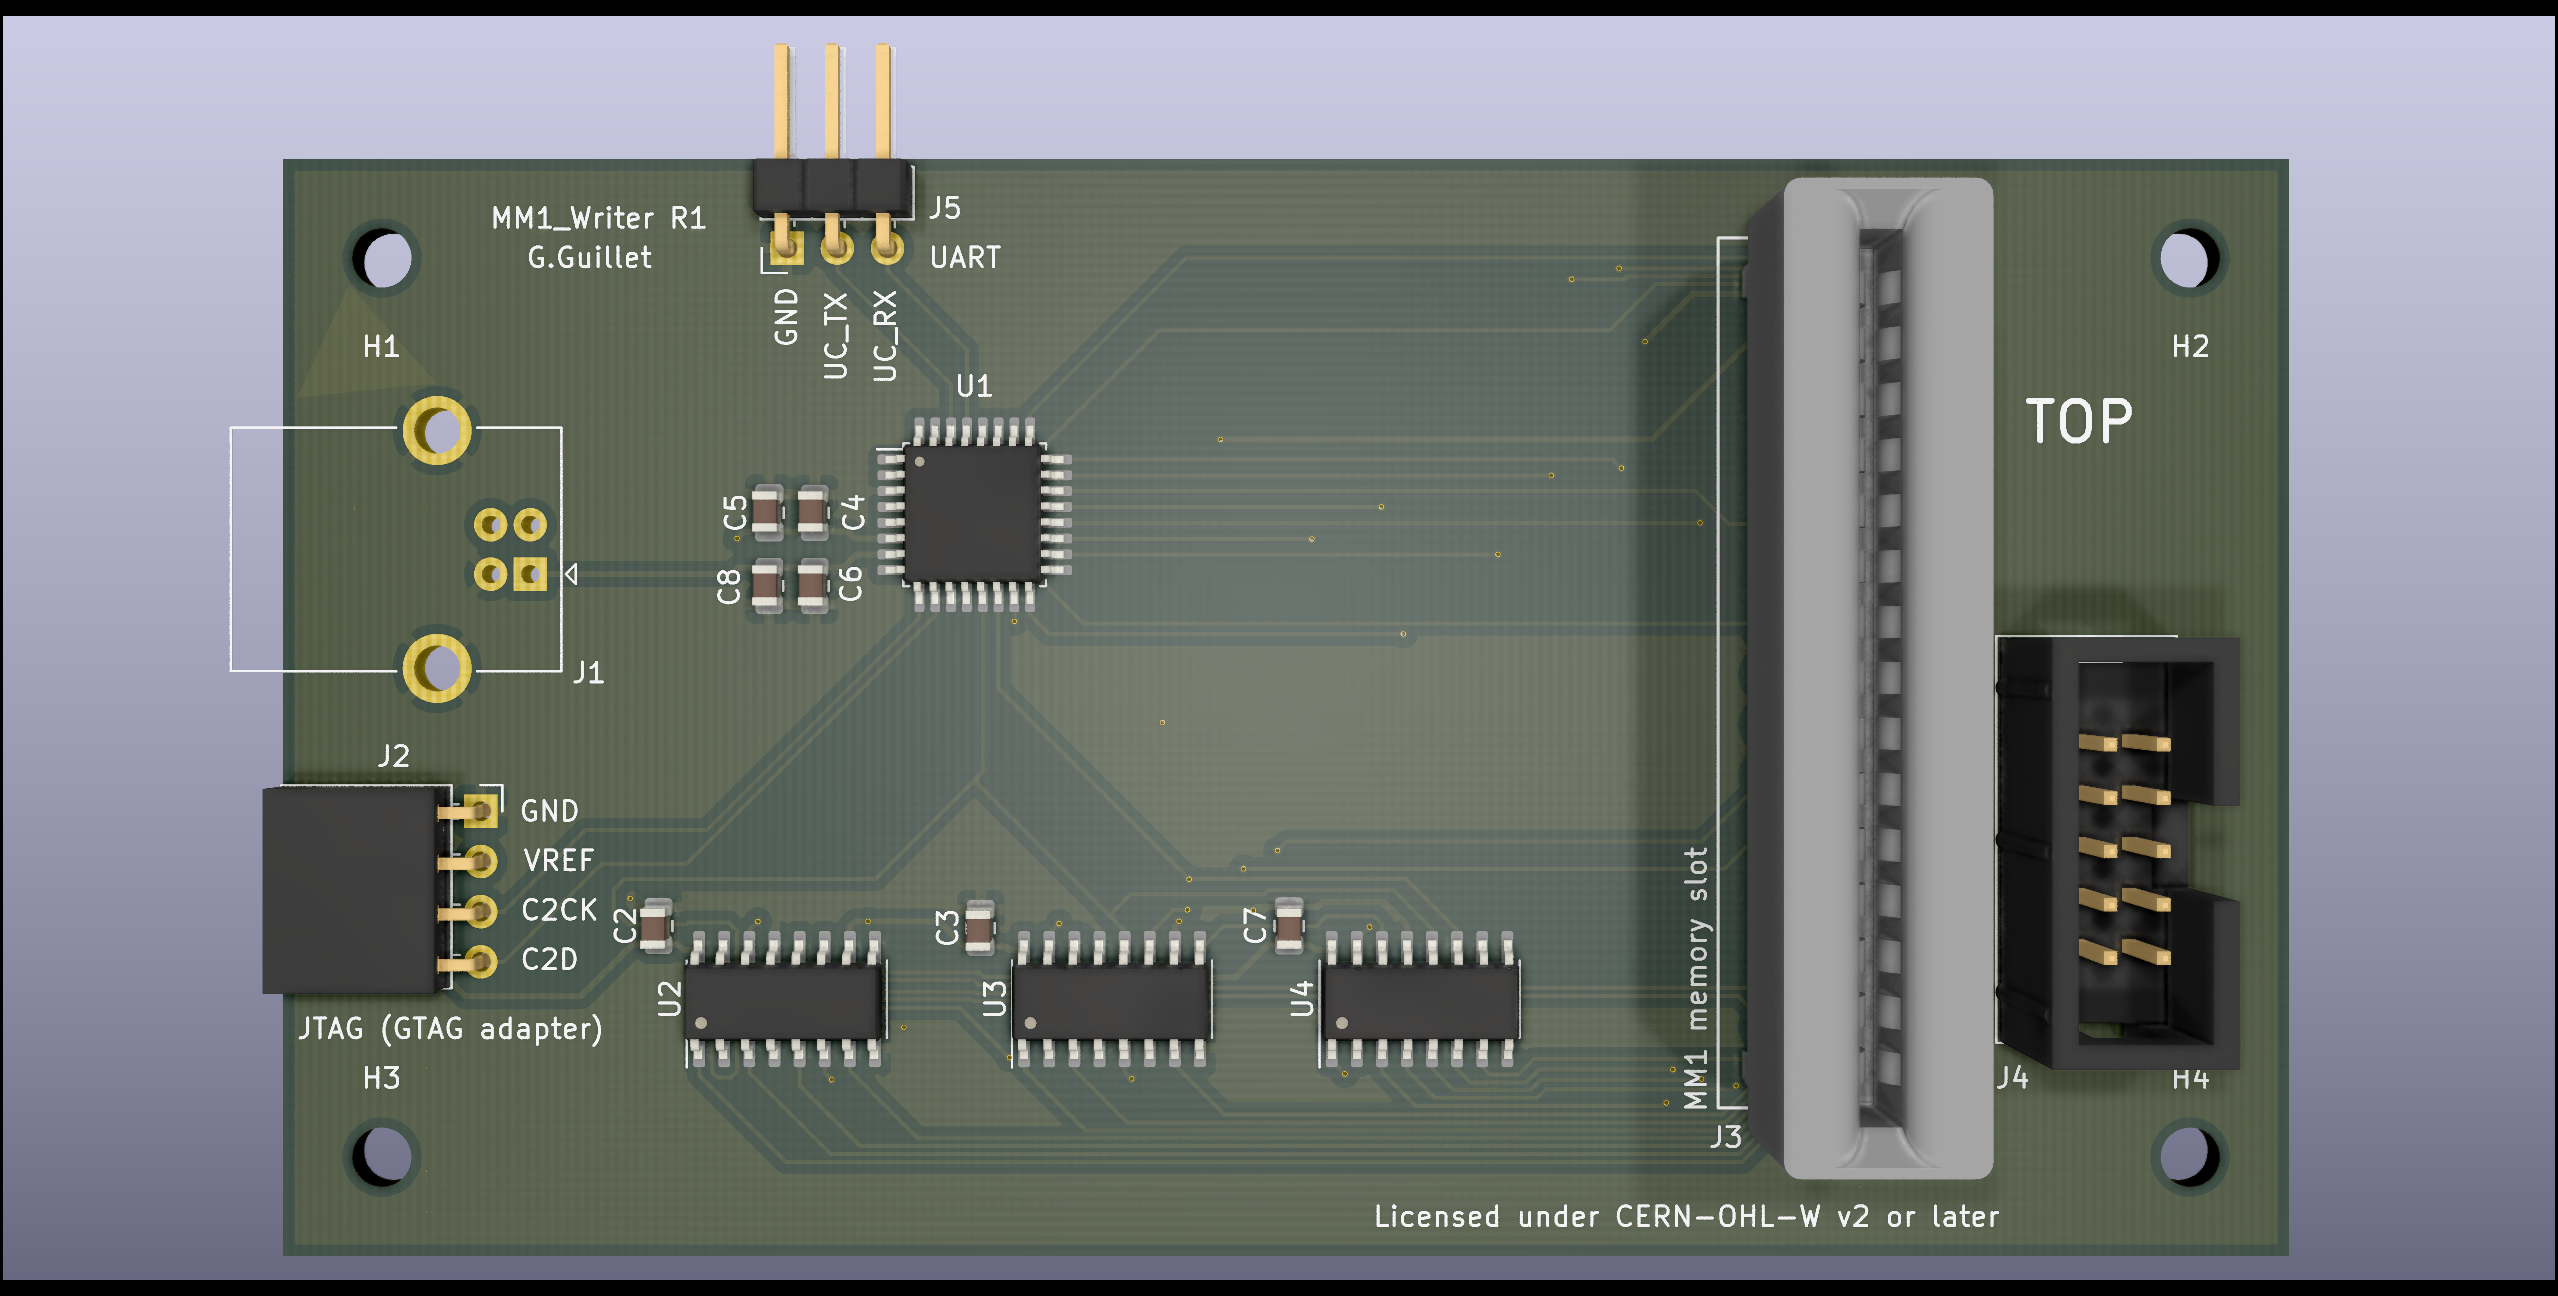 MM1_Writer R1
G.Guillet
J5
UART
GND
UC_TX
UC_RX
H1
H2
U1
TOP
C5
C4
C8
C6
J1
J2
GND
VREF
C2CK
C2D
JTAG (GTAG adapter)
H3
C2
C3
C7
U2
U3
U4
MM1 memory slot
J3
J4
H4
Licensed under CERN-OHL-W v2 or later